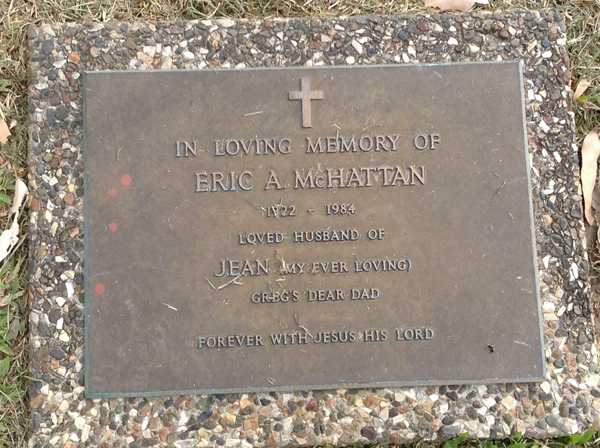 IN LOVING MEMORY OF
ERIC A. McHATTAN
1922 - 1984
LOVED HUSBAND OF
JEAN (MY EVER LOVING)
GREG'S DEAR DAD
FOREVER WITH JESUS HIS LORD